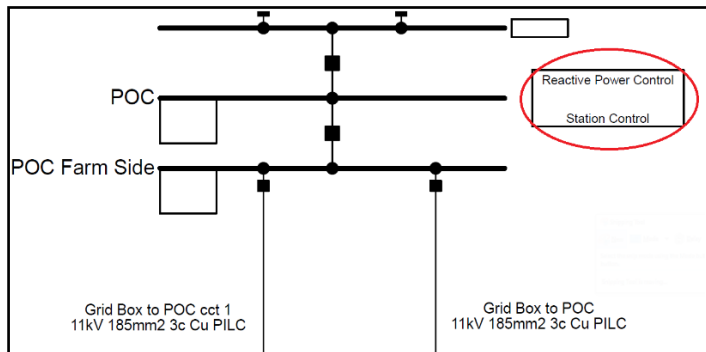 Reactive Power Control
POC
Station Control
POC Farm Side
Grid Box to POC cct 1
11kV 185mm2 3c Cu PILC
Grid Box to POC
11kV 185mm2 3c Cu PILC